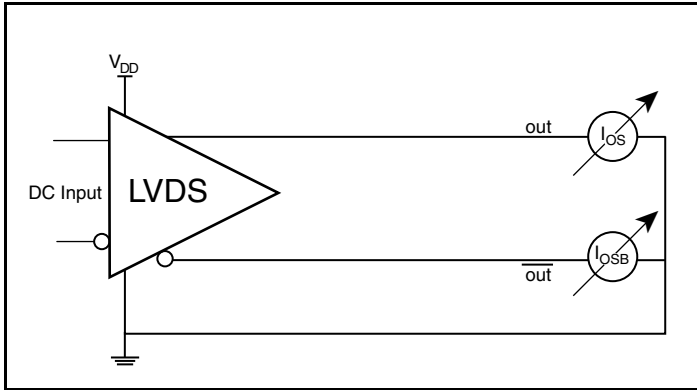 VDD
out
IOS
DC Input
LVDS
IOSB
out